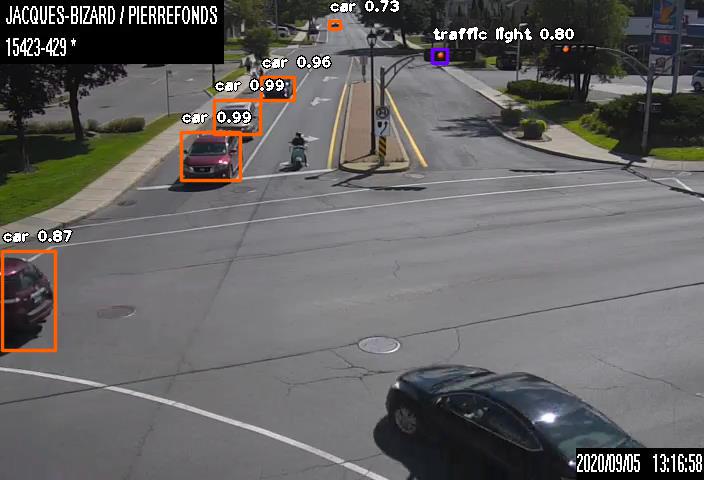 JACQUES-BIZARD / PIERREFONDS
15423-429 *
car 0.73
traffic light 0.80
car 0.96
car 0.99
car 0.99
car 0.87
2020/09/05 13:16:58